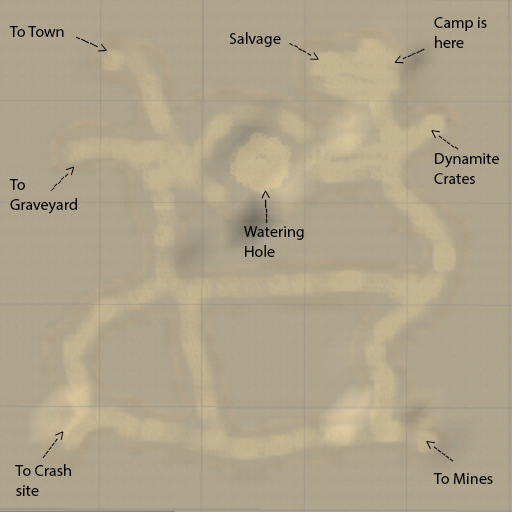 To Town
Salvage
Camp is
here
Dynamite
Crates
To
Graveyard
Watering
Hole
To Crash
site
To Mines